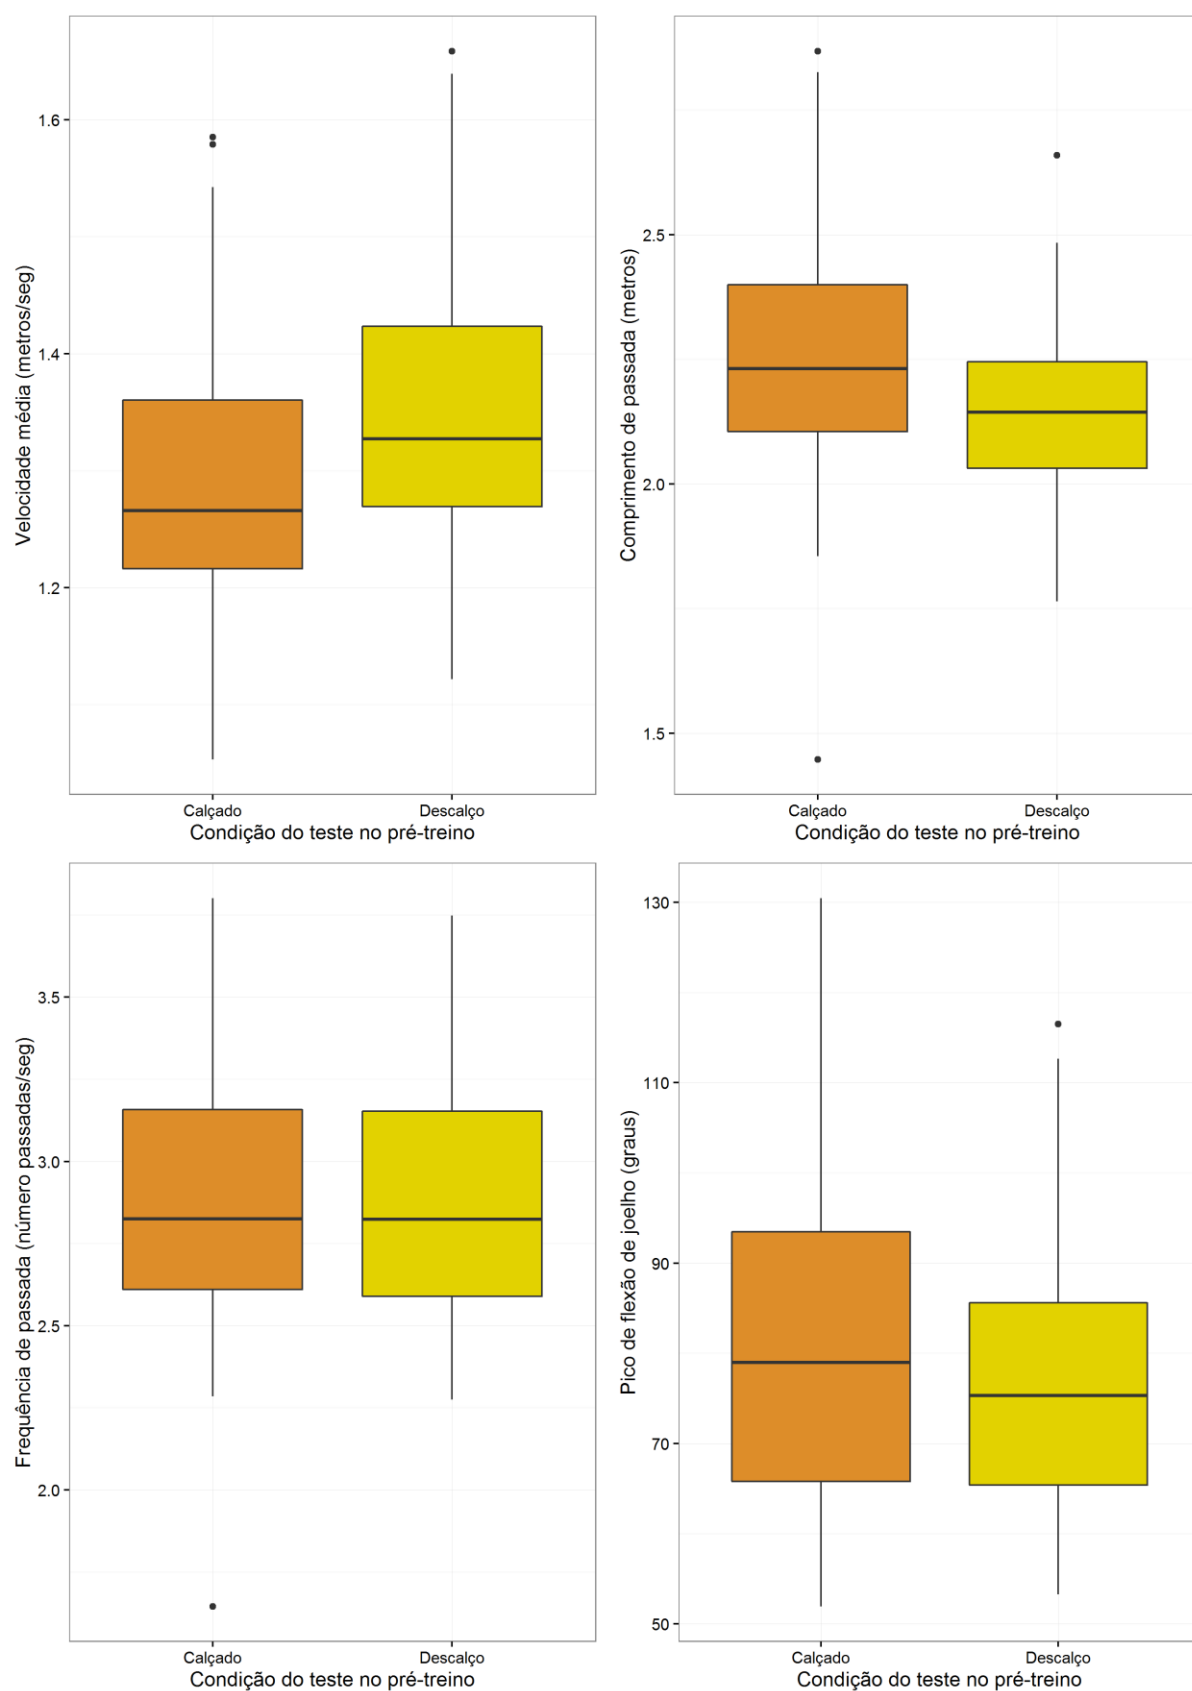 Velocidade média (metros/seg)
1.6
1.4
1.2
Calçado
Descalço
Condição do teste no pré-treino
Comprimento de passada (metros)
2.5
2.0
1.5
Calçado
Descalço
Condição do teste no pré-treino
Frequência de passada (número passadas/seg)
3.5
3.0
2.5
2.0
Calçado
Descalço
Condição do teste no pré-treino
Pico de flexão de joelho (graus)
130
110
90
70
50
Calçado
Descalço
Condição do teste no pré-treino